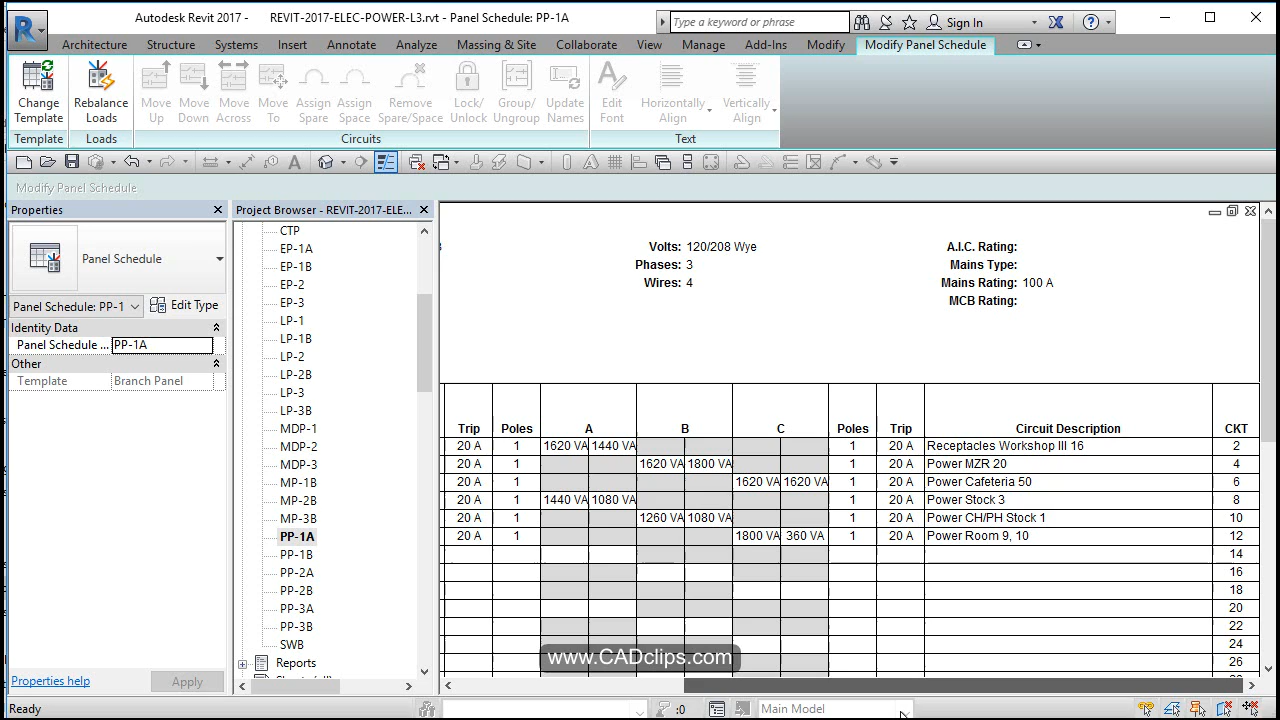 Autodesk Revit 2017 - REVIT-2017-ELEC-POWER-L3.rvt - Panel Schedule: PP-1A
Type a keyword or phrase
Sign In
Architecture Structure Systems Insert Annotate Analyze Massing & Site Collaborate View Manage Add-Ins Modify Modify Panel Schedule
Change Template
Rebalance Loads
Move Up
Move Down
Move Across
Move To
Assign Spare
Assign Space
Remove Spare/Space
Lock/ Unlock
Group/ Ungroup
Update Names
Edit Font
Horizontally Align
Vertically Align
Template Loads Circuits Text
Modify Panel Schedule
Properties
Panel Schedule
Panel Schedule: PP-1
Edit Type
Identity Data
Panel Schedule ... PP-1A
Other
Template Branch Panel
Properties help
Apply
Project Browser - REVIT-2017-ELE...
CTP
EP-1A
EP-1B
EP-2
EP-3
LP-1
LP-1B
LP-2
LP-2B
LP-3
LP-3B
MDP-1
MDP-2
MDP-3
MP-1B
MP-2B
MP-3B
PP-1A
PP-1B
PP-2A
PP-2B
PP-3A
PP-3B
SWB
Reports
Volts: 120/208 Wye
Phases: 3
Wires: 4
A.I.C. Rating:
Mains Type:
Mains Rating: 100 A
MCB Rating:
Trip Poles A B C Poles Trip Circuit Description CKT
20 A 1 1620 VA 1440 VA 1 20 A Receptacles Workshop III 16 2
20 A 1 1620 VA 1800 VA 1 20 A Power MZR 20 4
20 A 1 1620 VA 1620 VA 1 20 A Power Cafeteria 50 6
20 A 1 1440 VA 1080 VA 1 20 A Power Stock 3 8
20 A 1 1260 VA 1080 VA 1 20 A Power CH/PH Stock 1 10
20 A 1 1800 VA 360 VA 1 20 A Power Room 9, 10 12
14
16
18
20
22
24
26
www.CADclips.com
Ready
:0
Main Model